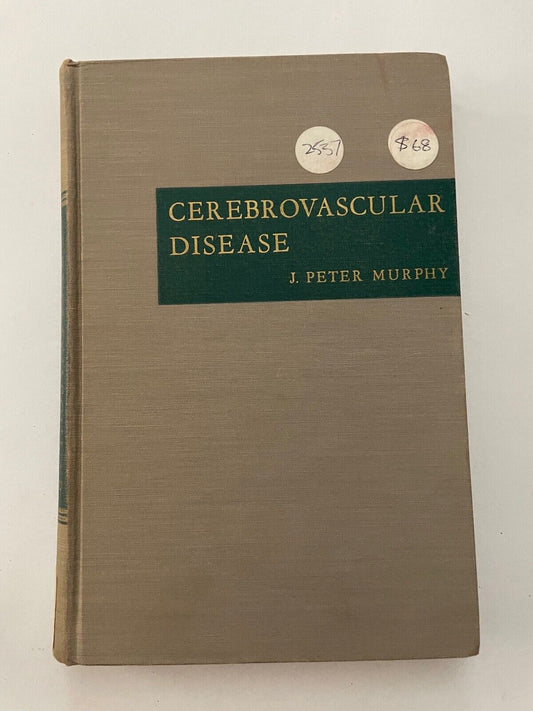 2557
$68
CEREBROVASCULAR
DISEASE
J. PETER MURPHY